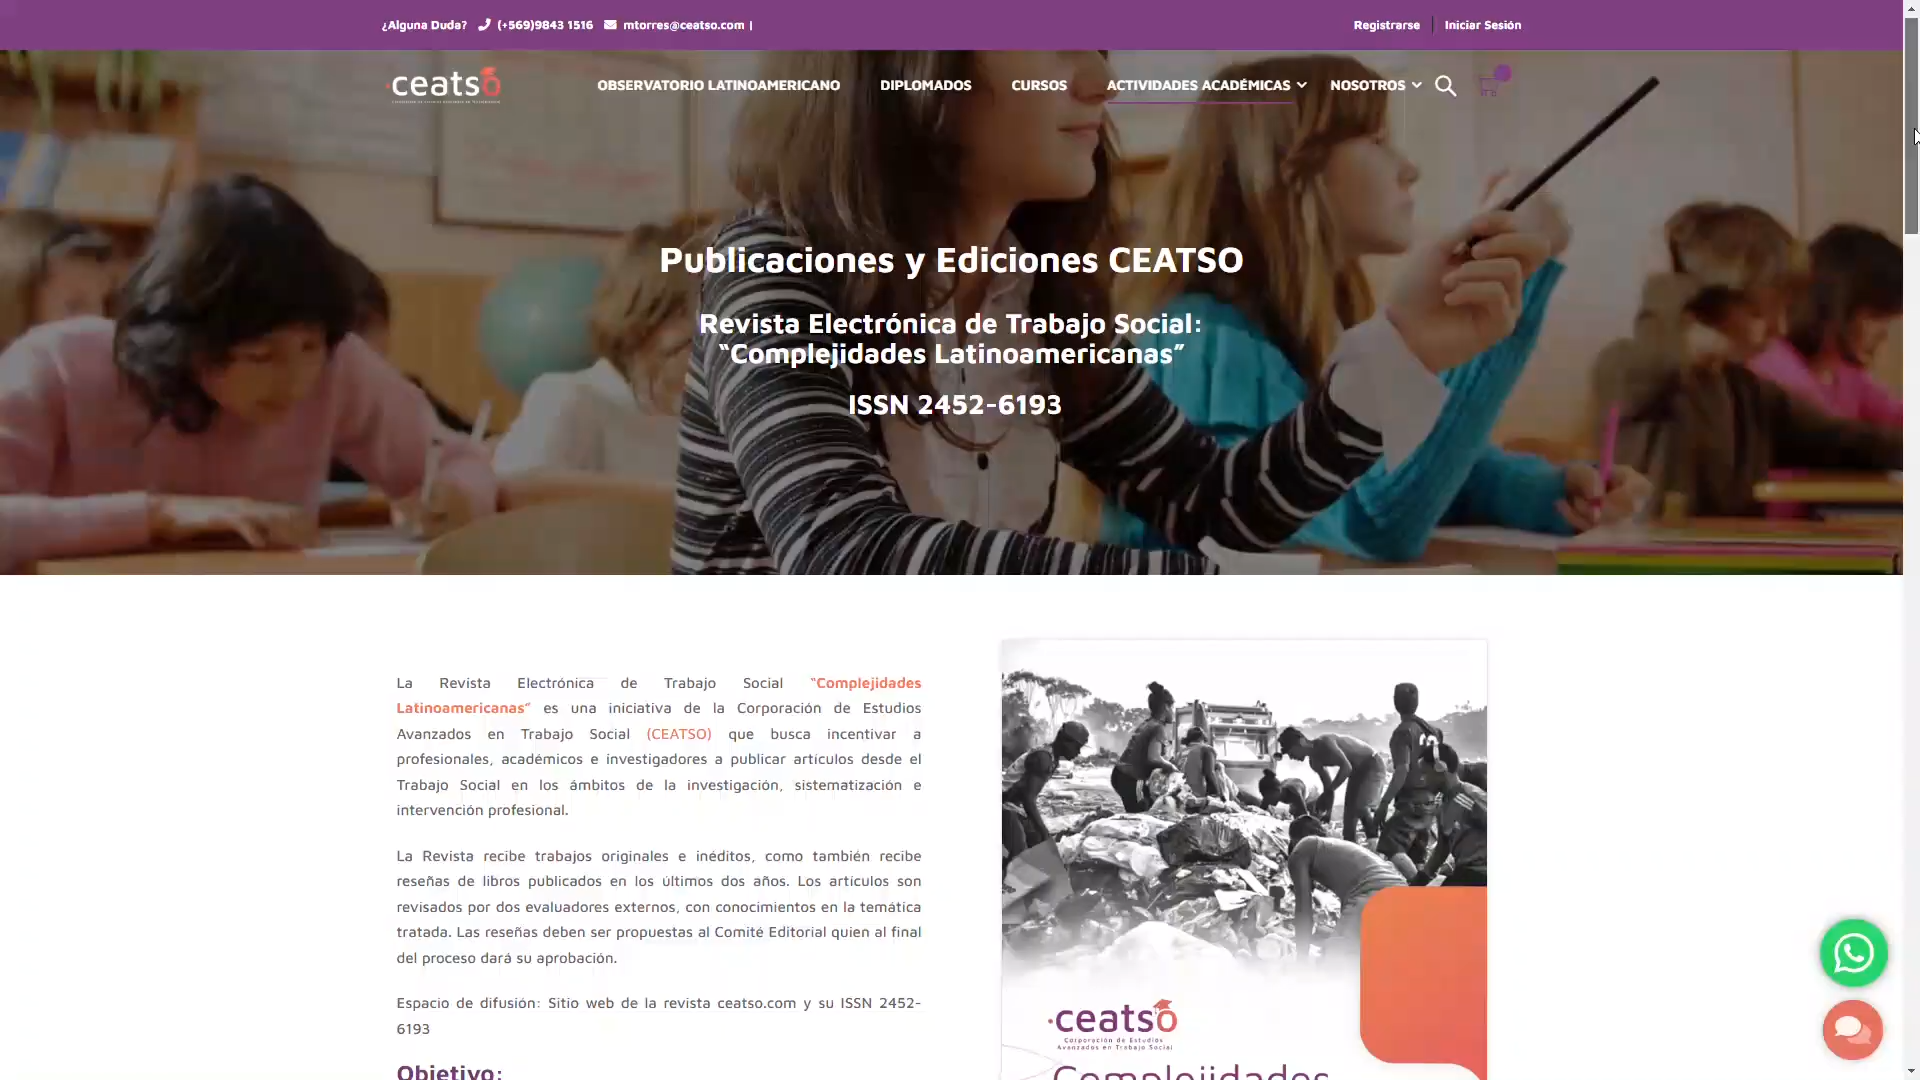 ¿Alguna Duda? (+569)9843 1516 mtorres@ceatso.com |
Registrarse
Iniciar Sesión
ceatso
OBSERVATORIO LATINOAMERICANO
DIPLOMADOS
CURSOS
ACTIVIDADES ACADÉMICAS
NOSOTROS
Publicaciones y Ediciones CEATSO
Revista Electrónica de Trabajo Social:
“Complejidades Latinoamericanas”
ISSN 2452-6193
La Revista Electrónica de Trabajo Social “Complejidades
Latinoamericanas” es una iniciativa de la Corporación de Estudios
Avanzados en Trabajo Social (CEATSO) que busca incentivar a
profesionales, académicos e investigadores a publicar artículos desde el
Trabajo Social en los ámbitos de la investigación, sistematización e
intervención profesional.
La Revista recibe trabajos originales e inéditos, como también recibe
reseñas de libros publicados en los últimos dos años. Los artículos son
revisados por dos evaluadores externos, con conocimientos en la temática
tratada. Las reseñas deben ser propuestas al Comité Editorial quien al final
del proceso dará su aprobación.
Espacio de difusión: Sitio web de la revista ceatso.com y su ISSN 2452-
6193
Objetivo:
ceatso
Corporación de Estudios
Avanzados en Trabajo Social
Complejidades